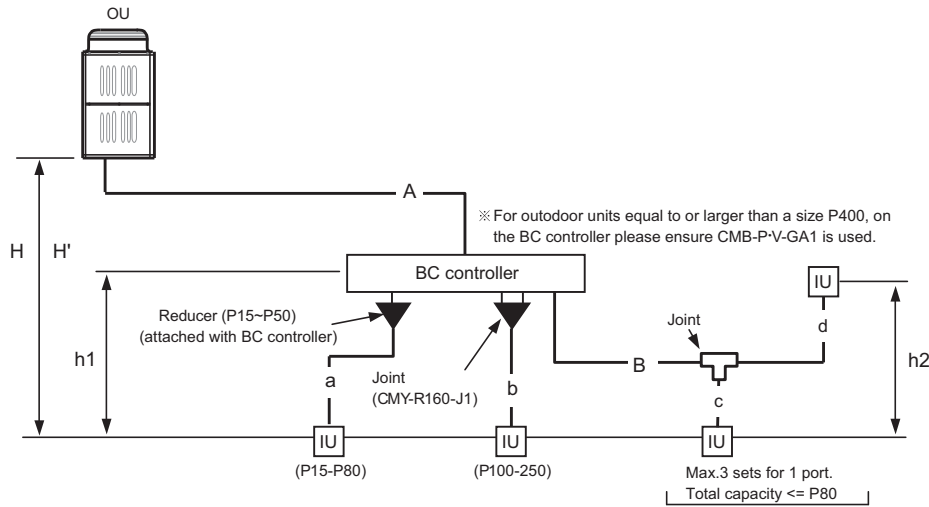 OU
A
※For outodoor units equal to or larger than a size P400, on
the BC controller please ensure CMB-P·V-GA1 is used.
H H'
BC controller
IU
Reducer (P15~P50)
(attached with BC controller)
Joint
d
h1
h2
B
a
Joint
(CMY-R160-J1)
b
c
IU
IU
IU
(P15-P80)
(P100-250)
Max.3 sets for 1 port.
Total capacity <= P80